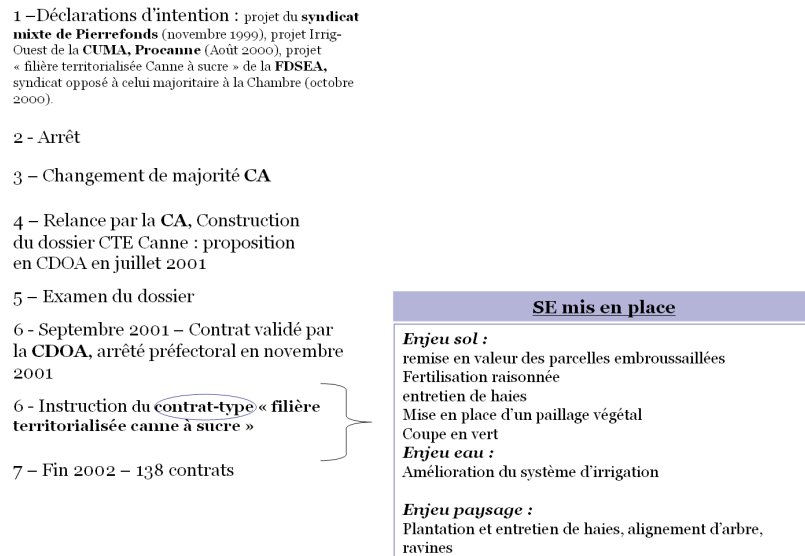 1 –Déclarations d'intention : projet du syndicat
mixte de Pierrefonds (novembre 1999), projet Irrig-
Ouest de la CUMA, Procanne (Août 2000), projet
« filière territorialisée Canne à sucre » de la FDSEA,
syndicat opposé à celui majoritaire à la Chambre (octobre
2000).
2 - Arrêt
3 – Changement de majorité CA
4 – Relance par la CA, Construction
du dossier CTE Canne : proposition
en CDOA en juillet 2001
5 – Examen du dossier
6 - Septembre 2001 – Contrat validé par
la CDOA, arrêté préfectoral en novembre
2001
6 - Instruction du contrat-type « filière
territorialisée canne à sucre »
7 – Fin 2002 – 138 contrats
SE mis en place
Enjeu sol :
remise en valeur des parcelles embroussaillées
Fertilisation raisonnée
entretien de haies
Mise en place d'un paillage végétal
Coupe en vert
Enjeu eau :
Amélioration du système d'irrigation
Enjeu paysage :
Plantation et entretien de haies, alignement d'arbre,
ravines